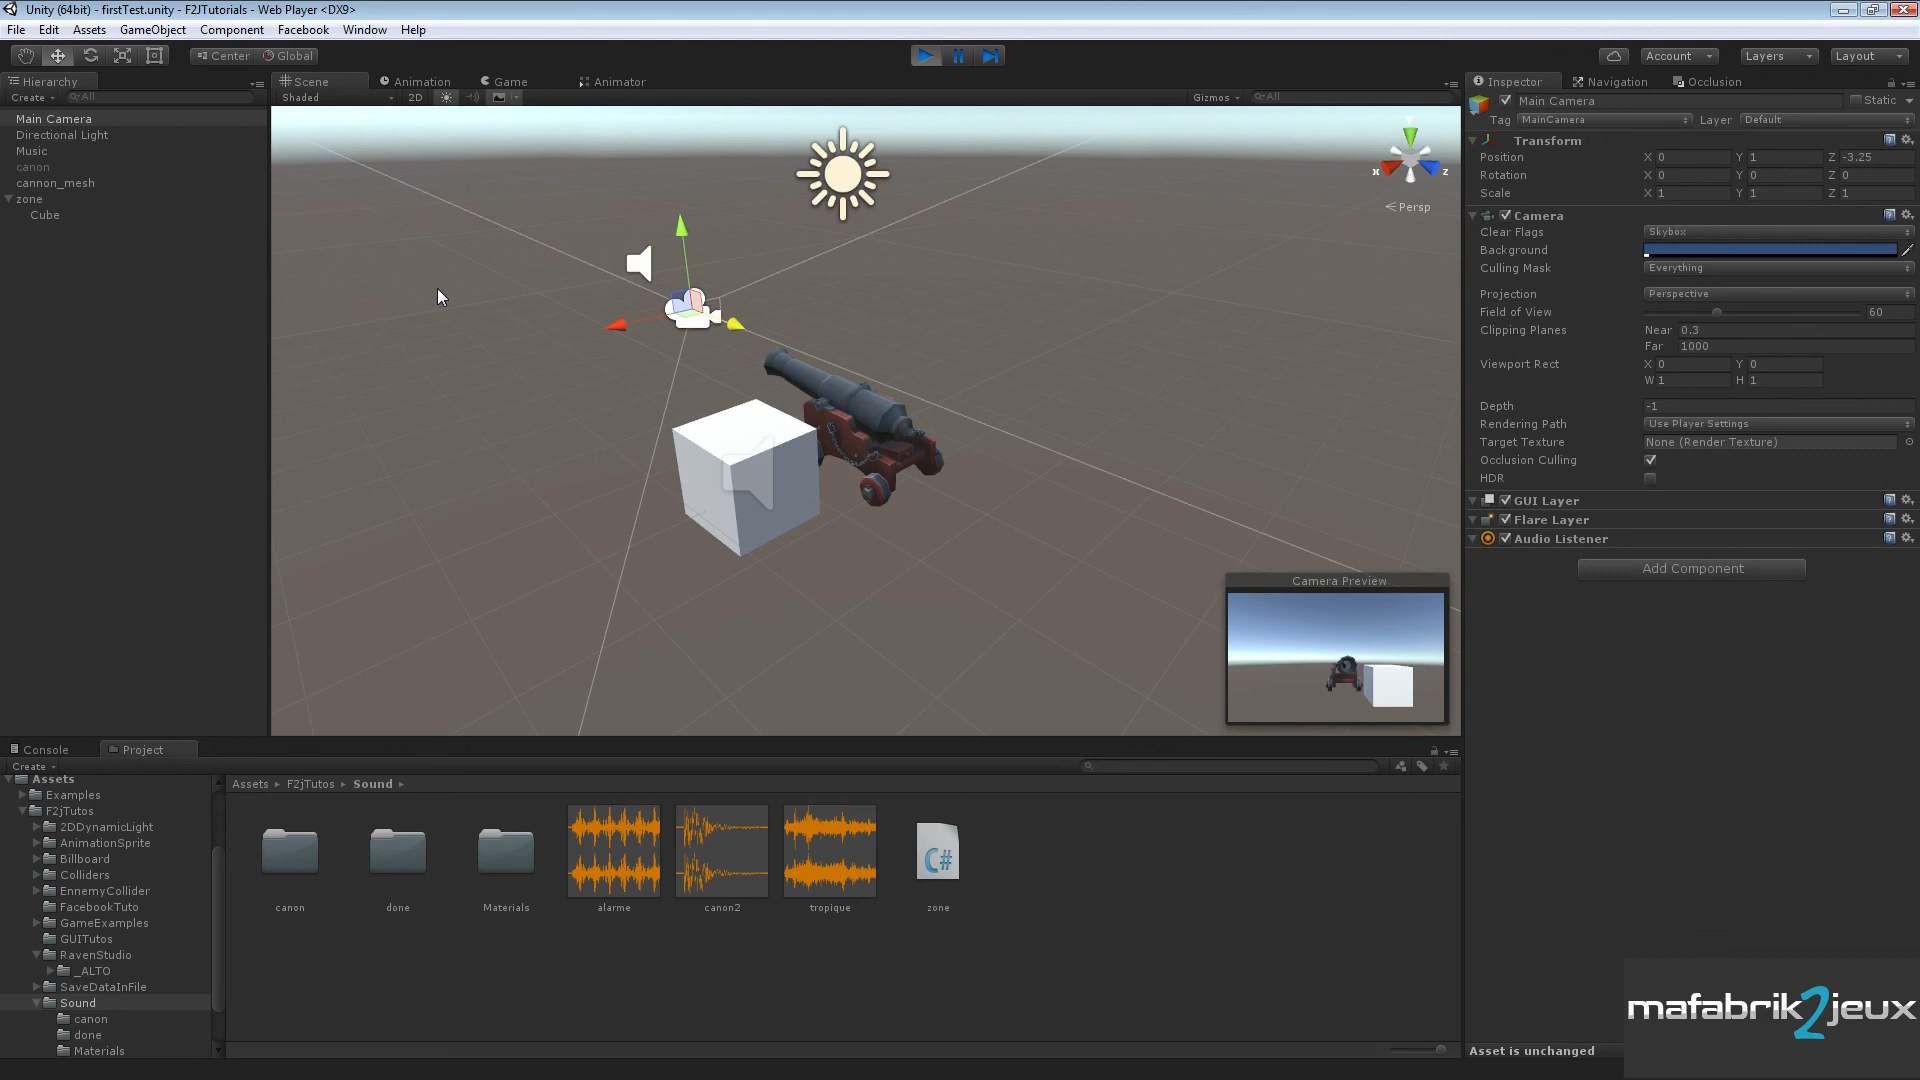 Unity (64bit) - firstTest.unity - F2JTutorials - Web Player <DX9>
File Edit Assets GameObject Component Facebook Window Help
Center Global Account Layers Layout
Hierarchy
Create All
Main Camera
Directional Light
Music
canon
cannon_mesh
zone
Cube
Scene Animation Game Animator
Shaded 2D Gizmos All
y
x z
Persp
Camera Preview
Inspector Navigation Occlusion
Main Camera Static
Tag MainCamera Layer Default
Transform
Position X 0 Y 1 Z -3.25
Rotation X 0 Y 0 Z 0
Scale X 1 Y 1 Z 1
Camera
Clear Flags Skybox
Background
Culling Mask Everything
Projection Perspective
Field of View 60
Clipping Planes Near 0.3
Far 1000
Viewport Rect X 0 Y 0
W 1 H 1
Depth -1
Rendering Path Use Player Settings
Target Texture None (Render Texture)
Occlusion Culling
HDR
GUI Layer
Flare Layer
Audio Listener
Add Component
Console Project
Create
Assets
Examples
F2jTutos
2DDynamicLight
AnimationSprite
Billboard
Colliders
EnnemyCollider
FacebookTuto
GameExamples
GUITutos
RavenStudio
_ALTO
SaveDataInFile
Sound
canon
done
Materials
Assets F2jTutos Sound
C#
canon done Materials alarme canon2 tropique zone
mafabrik2jeux
Asset is unchanged